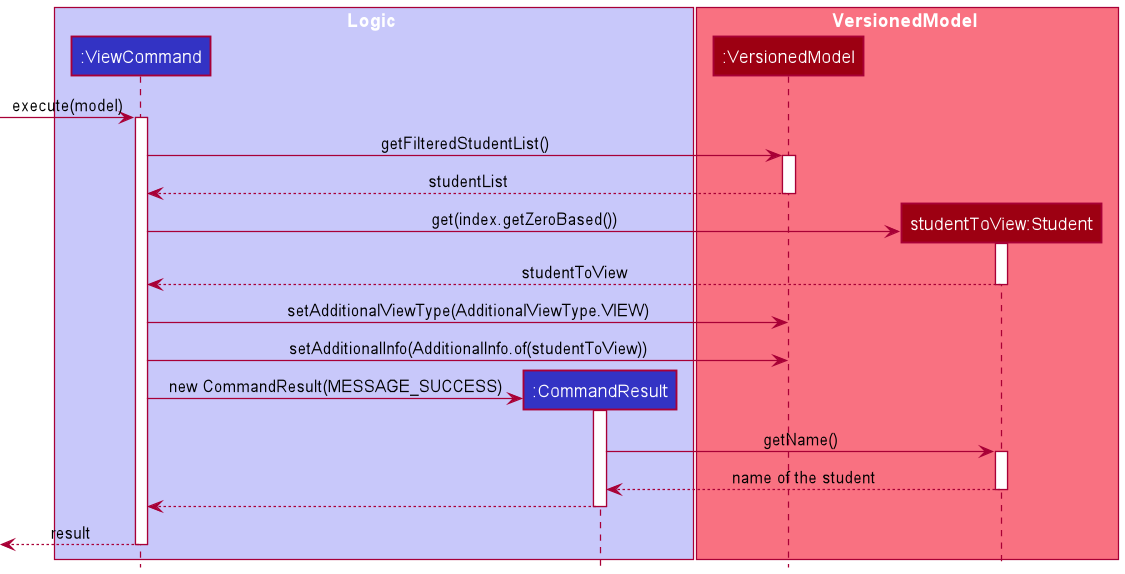 Logic
VersionedModel
:ViewCommand
:VersionedModel
execute(model)
getFilteredStudentList()
studentList
get(index.getZeroBased())
studentToView:Student
studentToView
setAdditionalViewType(AdditionalViewType.VIEW)
setAdditionalInfo(AdditionalInfo.of(studentToView))
new CommandResult(MESSAGE_SUCCESS)
:CommandResult
getName()
name of the student
result